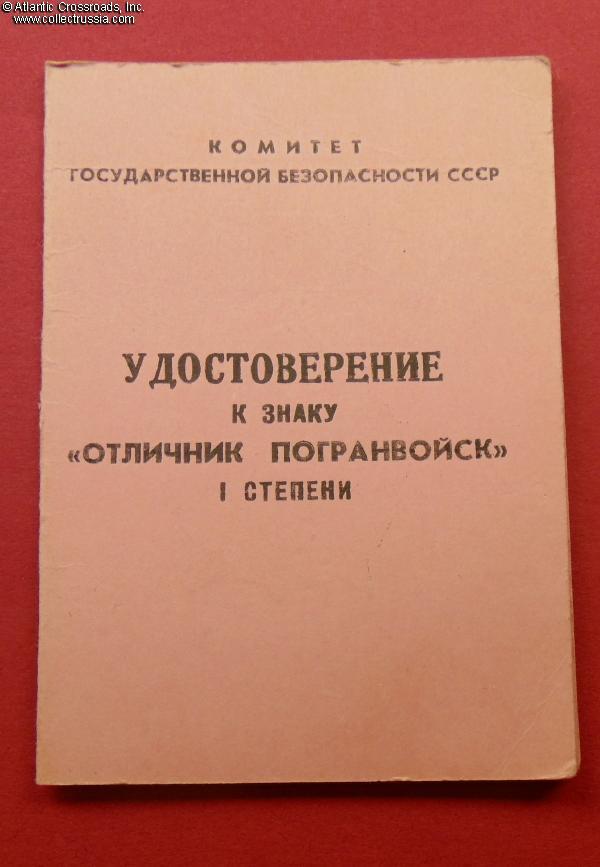 © Atlantic Crossroads, Inc.
www.collectrussia.com
КОМИТЕТ
ГОСУДАРСТВЕННОЙ БЕЗОПАСНОСТИ СССР
УДОСТОВЕРЕНИЕ
К ЗНАКУ
«ОТЛИЧНИК ПОГРАНВОЙСК»
I СТЕПЕНИ